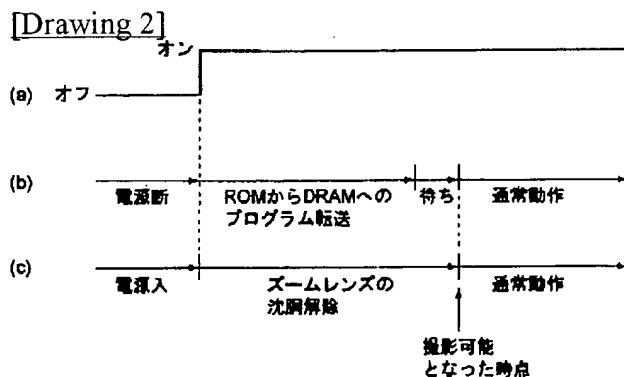 [Drawing 2]
オン
(a) オフ
(b)
電源断 ROMからDRAMへの 待ち 通常動作
プログラム転送
(c)
電源入 ズームレンズの 通常動作
沈胴解除
撮影可能
となった時点